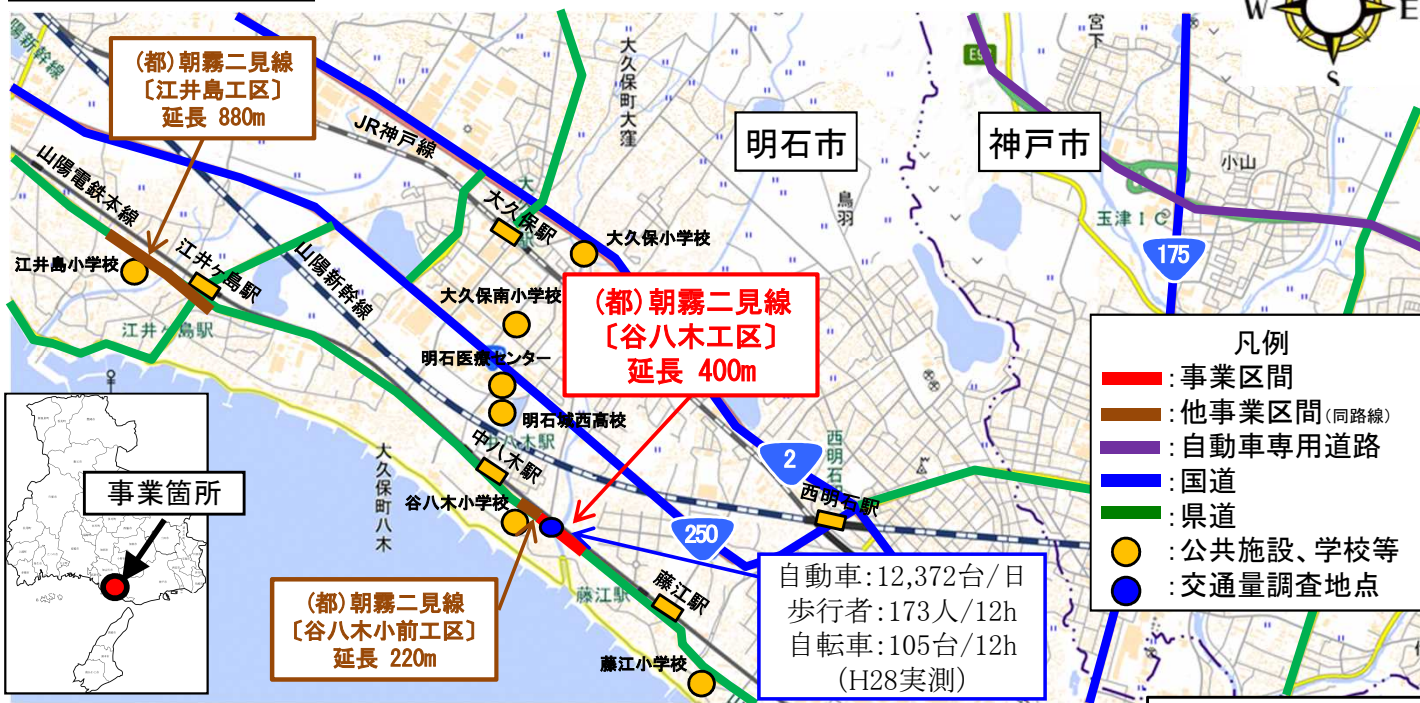 W
E
S
(都)朝霧二見線
〔江井島工区〕
延長 880m
大久保町大窪
宮下
E9
JR神戸線
明石市
神戸市
小山
玉津IC
175
鳥羽
山陽電鉄本線
江井島小学校
江井ヶ島駅
江井ヶ島駅
山陽新幹線
大久保駅
大久保小学校
大久保南小学校
明石医療センター
明石城西高校
(都)朝霧二見線
〔谷八木工区〕
延長 400m
凡例
:事業区間
:他事業区間(同路線)
:自動車専用道路
:国道
:県道
:公共施設、学校等
:交通量調査地点
中八木駅
大久保町八木
谷八木小学校
2
西明石駅
西明石駅
250
事業箇所
(都)朝霧二見線
〔谷八木小前工区〕
延長 220m
藤江駅
藤江駅
藤江小学校
自動車:12,372台/日
歩行者:173人/12h
自転車:105台/12h
(H28実測)